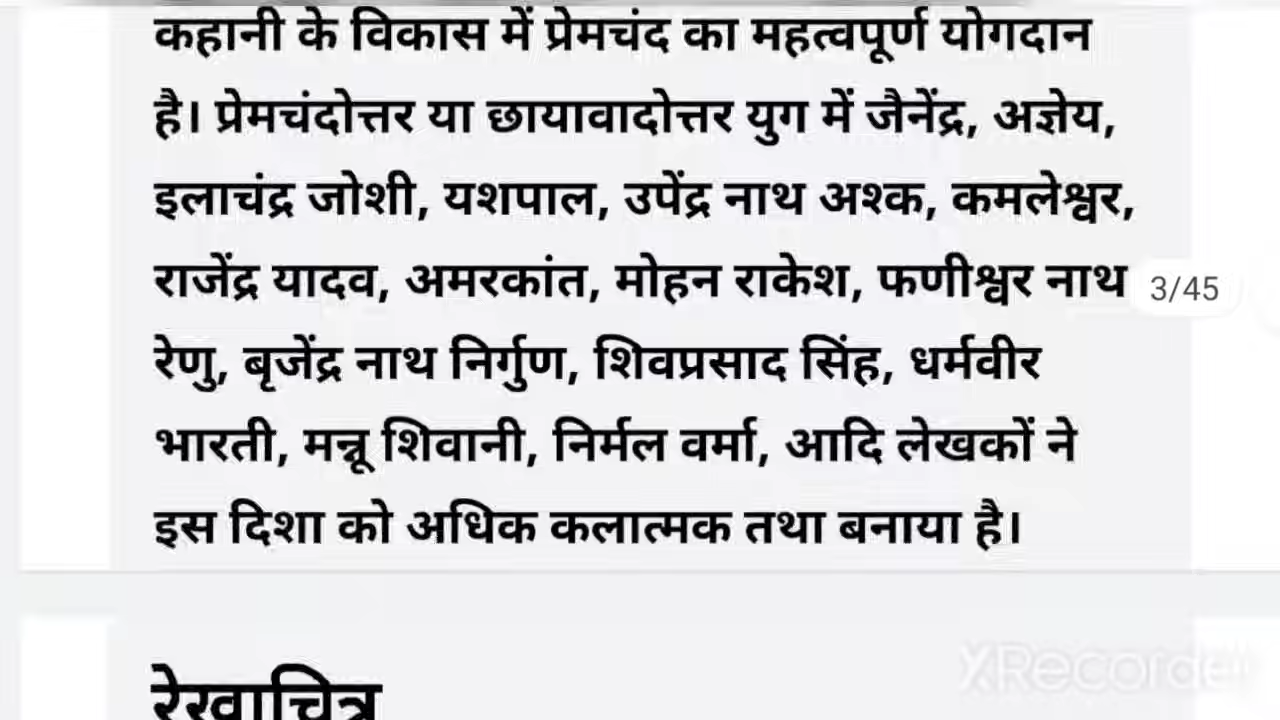 कहानी के विकास में प्रेमचंद का महत्वपूर्ण योगदान
है। प्रेमचंदोत्तर या छायावादोत्तर युग में जैनेंद्र, अज्ञेय,
इलाचंद्र जोशी, यशपाल, उपेंद्र नाथ अश्क, कमलेश्वर,
राजेंद्र यादव, अमरकांत, मोहन राकेश, फणीश्वर नाथ
3/45
रेणु, बृजेंद्र नाथ निर्गुण, शिवप्रसाद सिंह, धर्मवीर
भारती, मन्नू शिवानी, निर्मल वर्मा, आदि लेखकों ने
इस दिशा को अधिक कलात्मक तथा बनाया है।
रेखाचित्र
XRecorder